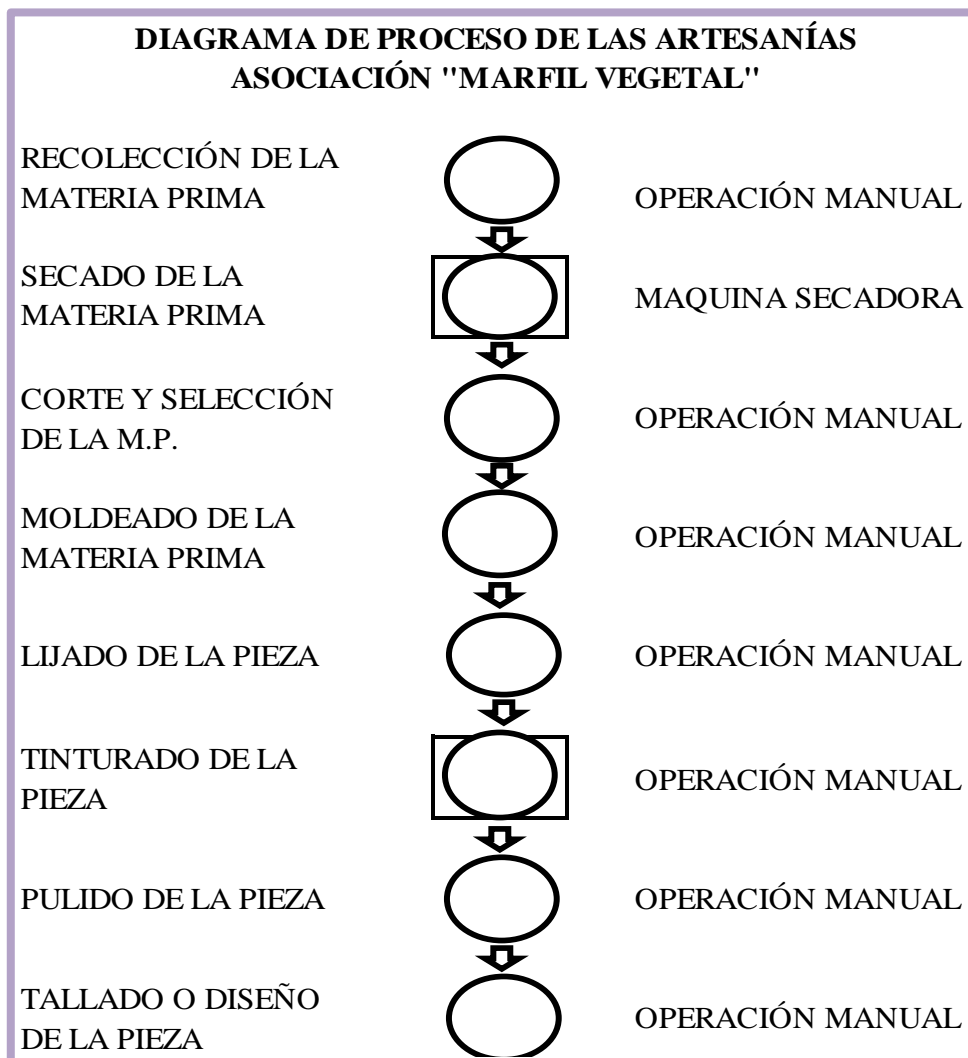 DIAGRAMA DE PROCESO DE LAS ARTESANÍAS
ASOCIACIÓN "MARFIL VEGETAL"
RECOLECCIÓN DE LA
MATERIA PRIMA
OPERACIÓN MANUAL
SECADO DE LA
MATERIA PRIMA
MAQUINA SECADORA
CORTE Y SELECCIÓN
DE LA M.P.
OPERACIÓN MANUAL
MOLDEADO DE LA
MATERIA PRIMA
OPERACIÓN MANUAL
LIJADO DE LA PIEZA
OPERACIÓN MANUAL
TINTURADO DE LA
PIEZA
OPERACIÓN MANUAL
PULIDO DE LA PIEZA
OPERACIÓN MANUAL
TALLADO O DISEÑO
DE LA PIEZA
OPERACIÓN MANUAL